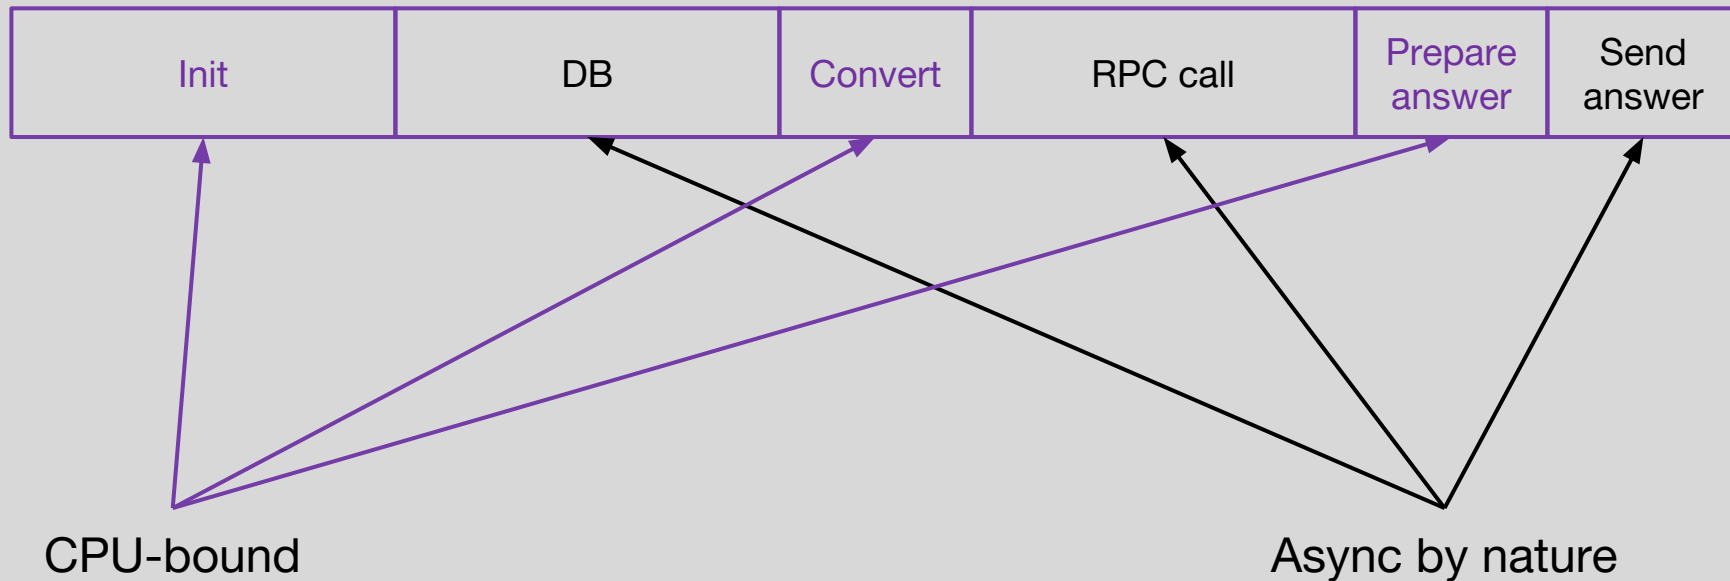 Init
DB
Convert
RPC call
Prepare
answer
Send
answer
CPU-bound
Async by nature